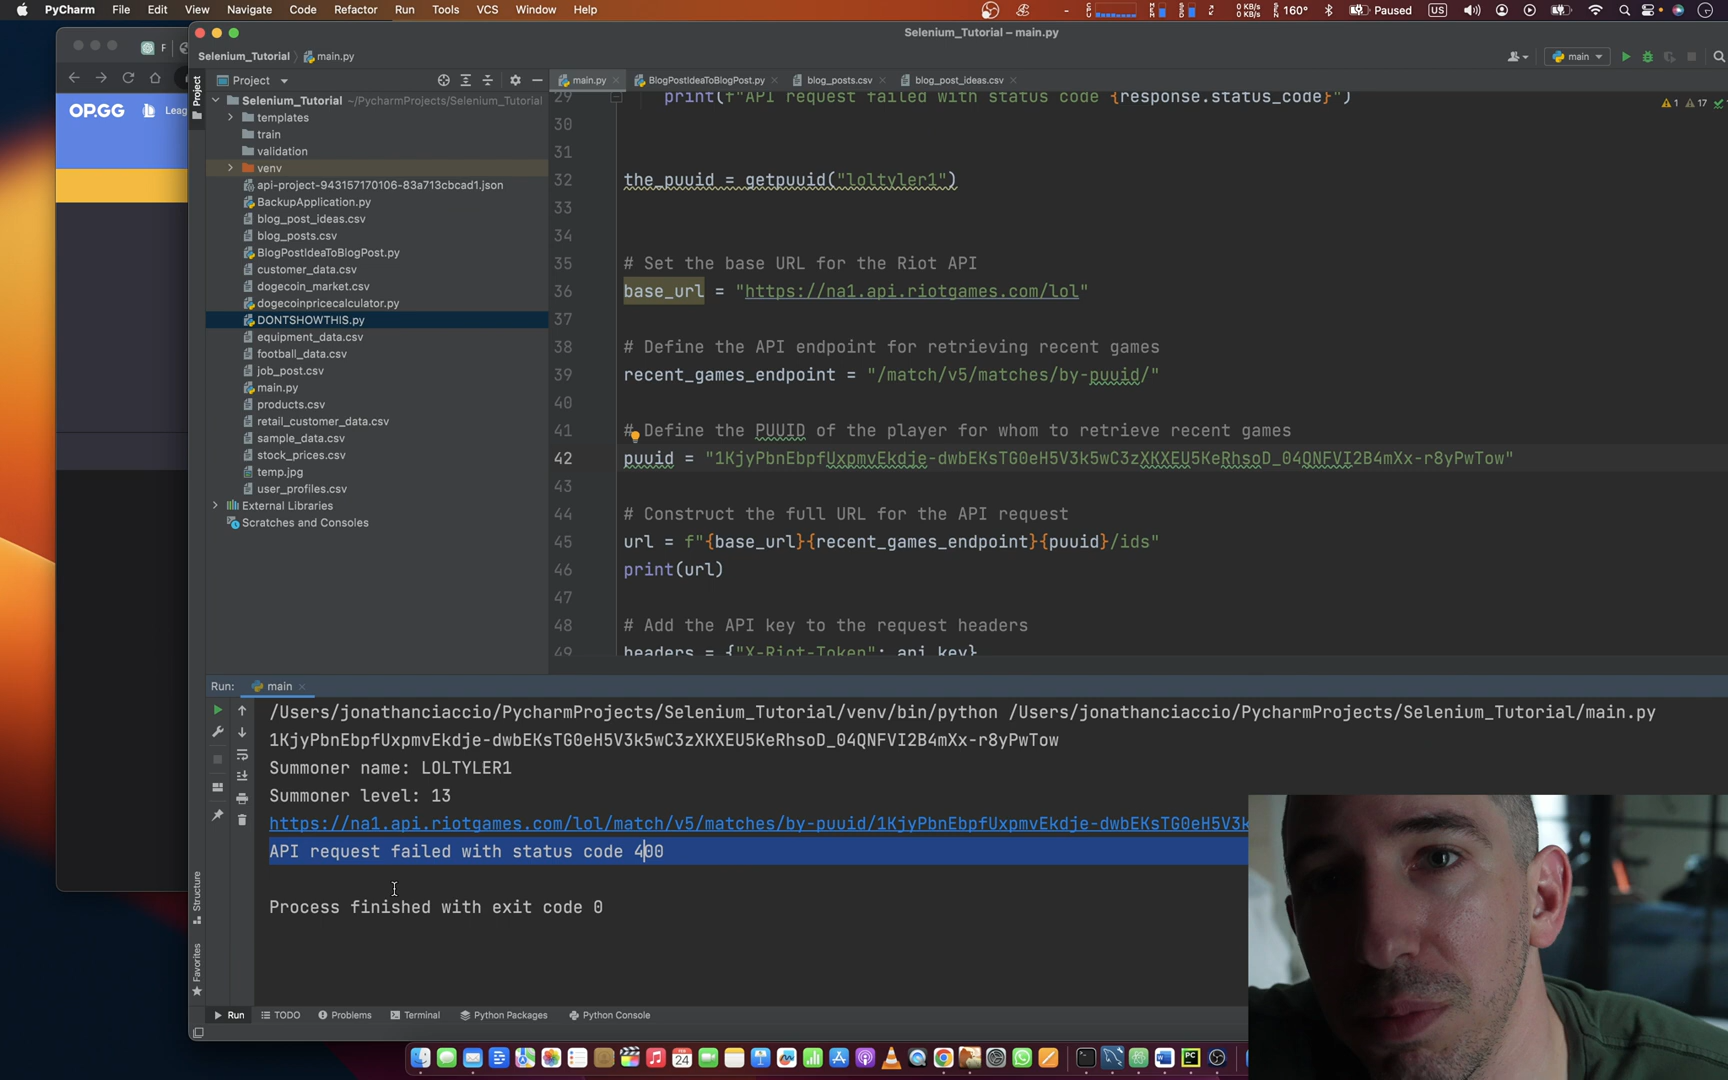 PyCharm File Edit View Navigate Code Refactor Run Tools VCS Window Help
0 KB/s
0 KB/s
160° Paused US
Selenium_Tutorial – main.py
Selenium_Tutorial main.py
main
OP.GG Leag
Project
Project
main.py BlogPostIdeaToBlogPost.py blog_posts.csv blog_post_ideas.csv
Selenium_Tutorial ~/PycharmProjects/Selenium_Tutorial
templates
train
validation
venv
api-project-943157170106-83a713cbcad1.json
BackupApplication.py
blog_post_ideas.csv
blog_posts.csv
BlogPostIdeaToBlogPost.py
customer_data.csv
dogecoin_market.csv
dogecoinpricecalculator.py
DONTSHOWTHIS.py
equipment_data.csv
football_data.csv
job_post.csv
main.py
products.csv
retail_customer_data.csv
sample_data.csv
stock_prices.csv
temp.jpg
user_profiles.csv
External Libraries
Scratches and Consoles
1 17
29 print(f"API request failed with status code {response.status_code}")
30
31
32 the_puuid = getpuuid("loltyler1")
33
34
35 # Set the base URL for the Riot API
36 base_url = "https://na1.api.riotgames.com/lol"
37
38 # Define the API endpoint for retrieving recent games
39 recent_games_endpoint = "/match/v5/matches/by-puuid/"
40
41 # Define the PUUID of the player for whom to retrieve recent games
42 puuid = "1KjyPbnEbpfUxpmvEkdje-dwbEKsTG0eH5V3k5wC3zXKXEU5KeRhsoD_04QNFVI2B4mXx-r8yPwTow"
43
44 # Construct the full URL for the API request
45 url = f"{base_url}{recent_games_endpoint}{puuid}/ids"
46 print(url)
47
48 # Add the API key to the request headers
49 headers = {"X-Riot-Token": api_key}
Run: main
/Users/jonathanciaccio/PycharmProjects/Selenium_Tutorial/venv/bin/python /Users/jonathanciaccio/PycharmProjects/Selenium_Tutorial/main.py
1KjyPbnEbpfUxpmvEkdje-dwbEKsTG0eH5V3k5wC3zXKXEU5KeRhsoD_04QNFVI2B4mXx-r8yPwTow
Summoner name: LOLTYLER1
Summoner level: 13
https://na1.api.riotgames.com/lol/match/v5/matches/by-puuid/1KjyPbnEbpfUxpmvEkdje-dwbEKsTG0eH5V3k
API request failed with status code 400
Process finished with exit code 0
Structure
Favorites
Run TODO Problems Terminal Python Packages Python Console
24
PC